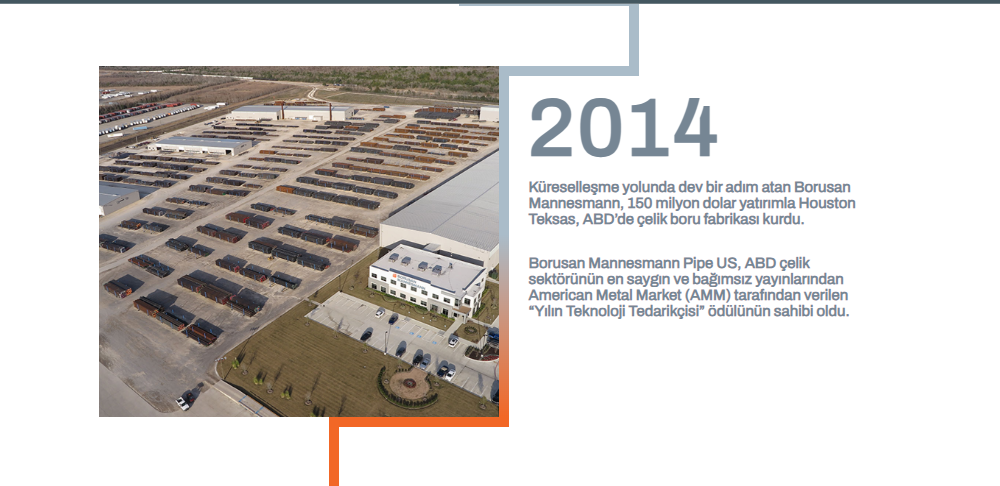 2014
Küreselleşme yolunda dev bir adım atan Borusan
Mannesmann, 150 milyon dolar yatırımla Houston
Teksas, ABD'de çelik boru fabrikası kurdu.
Borusan Mannesmann Pipe US, ABD çelik
sektörünün en saygın ve bağımsız yayınlarından
American Metal Market (AMM) tarafından verilen
“Yılın Teknoloji Tedarikçisi” ödülünün sahibi oldu.